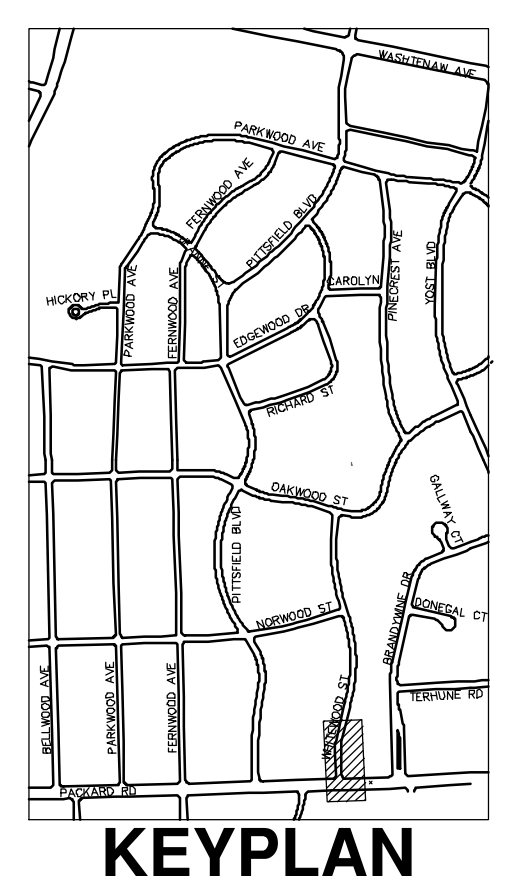 WASHTENAW AVE
PARKWOOD AVE
FERNWOOD AVE
PITTSFIELD BLVD
PINECREST AVE
YOST BLVD
CAROLYN
HICKORY PL
PARKWOOD AVE
FERNWOOD AVE
EDGEWOOD DR
RICHARD ST
GALLWAY CT
OAKWOOD ST
PITTSFIELD BLVD
NORWOOD ST
BRANDYWINE DR
DONEGAL CT
BELLWOOD AVE
PARKWOOD AVE
FERNWOOD AVE
TERHUNE RD
PACKARD RD
KEYPLAN